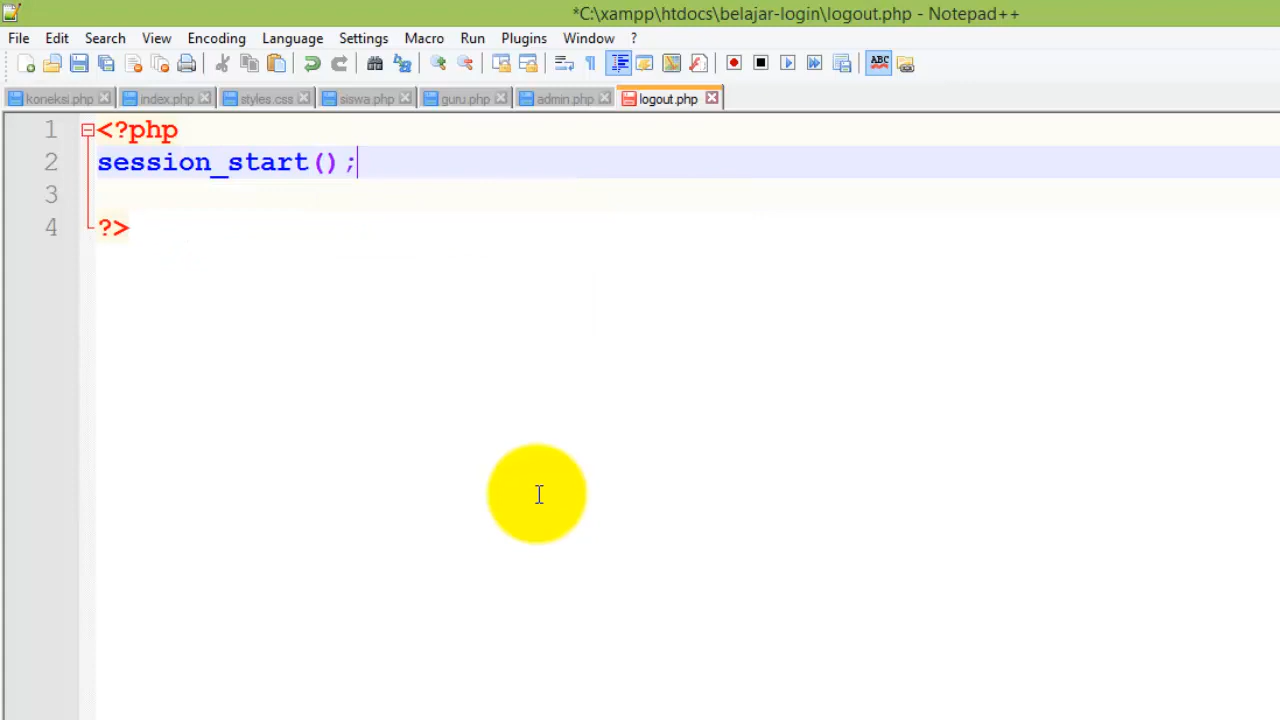 *C:\xampp\htdocs\belajar-login\logout.php - Notepad++
File Edit Search View Encoding Language Settings Macro Run Plugins Window ?
ABC
koneksi.php index.php styles.css siswa.php guru.php admin.php logout.php
1 <?php
2 session_start();
3
4 ?>